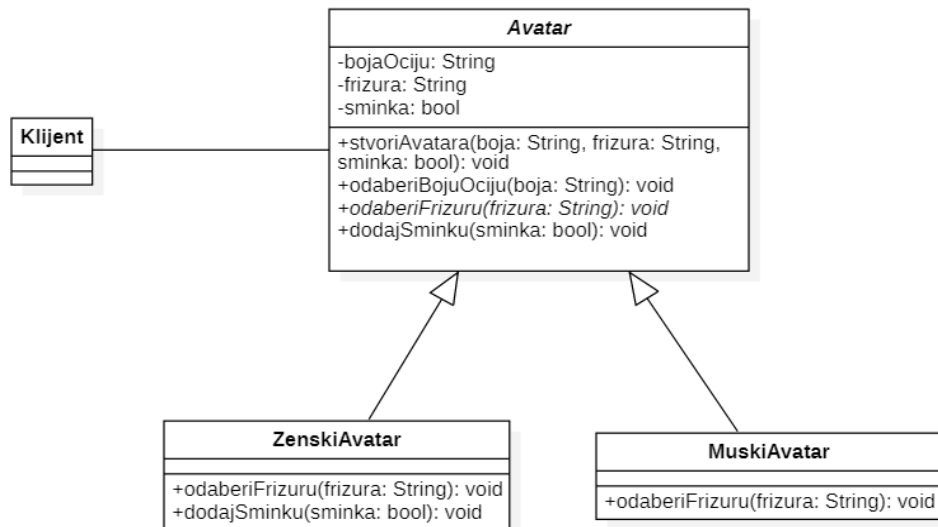 Avatar
-bojaOciju: String
-frizura: String
-sminka: bool
Klijent
+stvoriAvatara(boja: String, frizura: String,
sminka: bool): void
+odaberiBojuOciju(boja: String): void
+odaberiFrizuru(frizura: String): void
+dodajSminku(sminka: bool): void
ZenskiAvatar
+odaberiFrizuru(frizura: String): void
+dodajSminku(sminka: bool): void
MuskiAvatar
+odaberiFrizuru(frizura: String): void